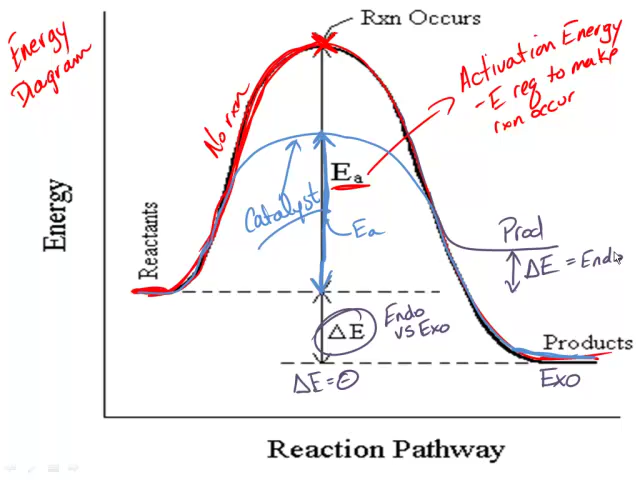 Energy
Diagram
Rxn Occurs
Activation Energy
- E req to make
rxn occur
No rxn
Ea
Catalyst
Ea
Energy
Reactants
Prod
ΔE = Endo
ΔE
Endo
vs Exo
Products
ΔE = ⊖
Exo
Reaction Pathway